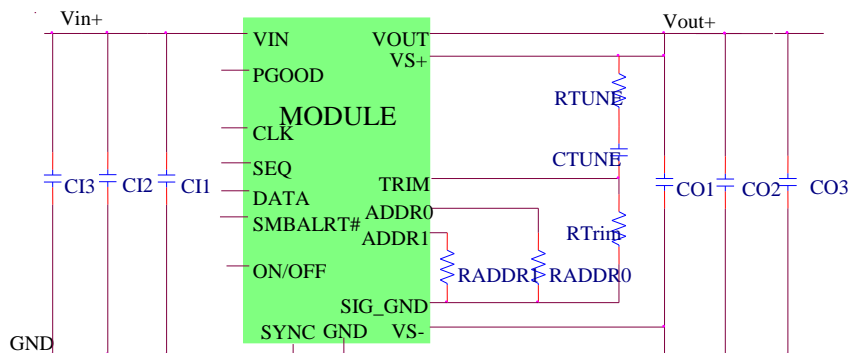 Vin+
Vout+
VIN
VOUT
VS+
PGOOD
RTUNE
MODULE
CLK
CTUNE
SEQ
CI3
CI2
CI1
TRIM
CO1
CO2
CO3
DATA
ADDR0
SMBALRT#
RTrim
ADDR1
ON/OFF
RADDR1
RADDR0
SIG_GND
GND
SYNC
GND
VS-